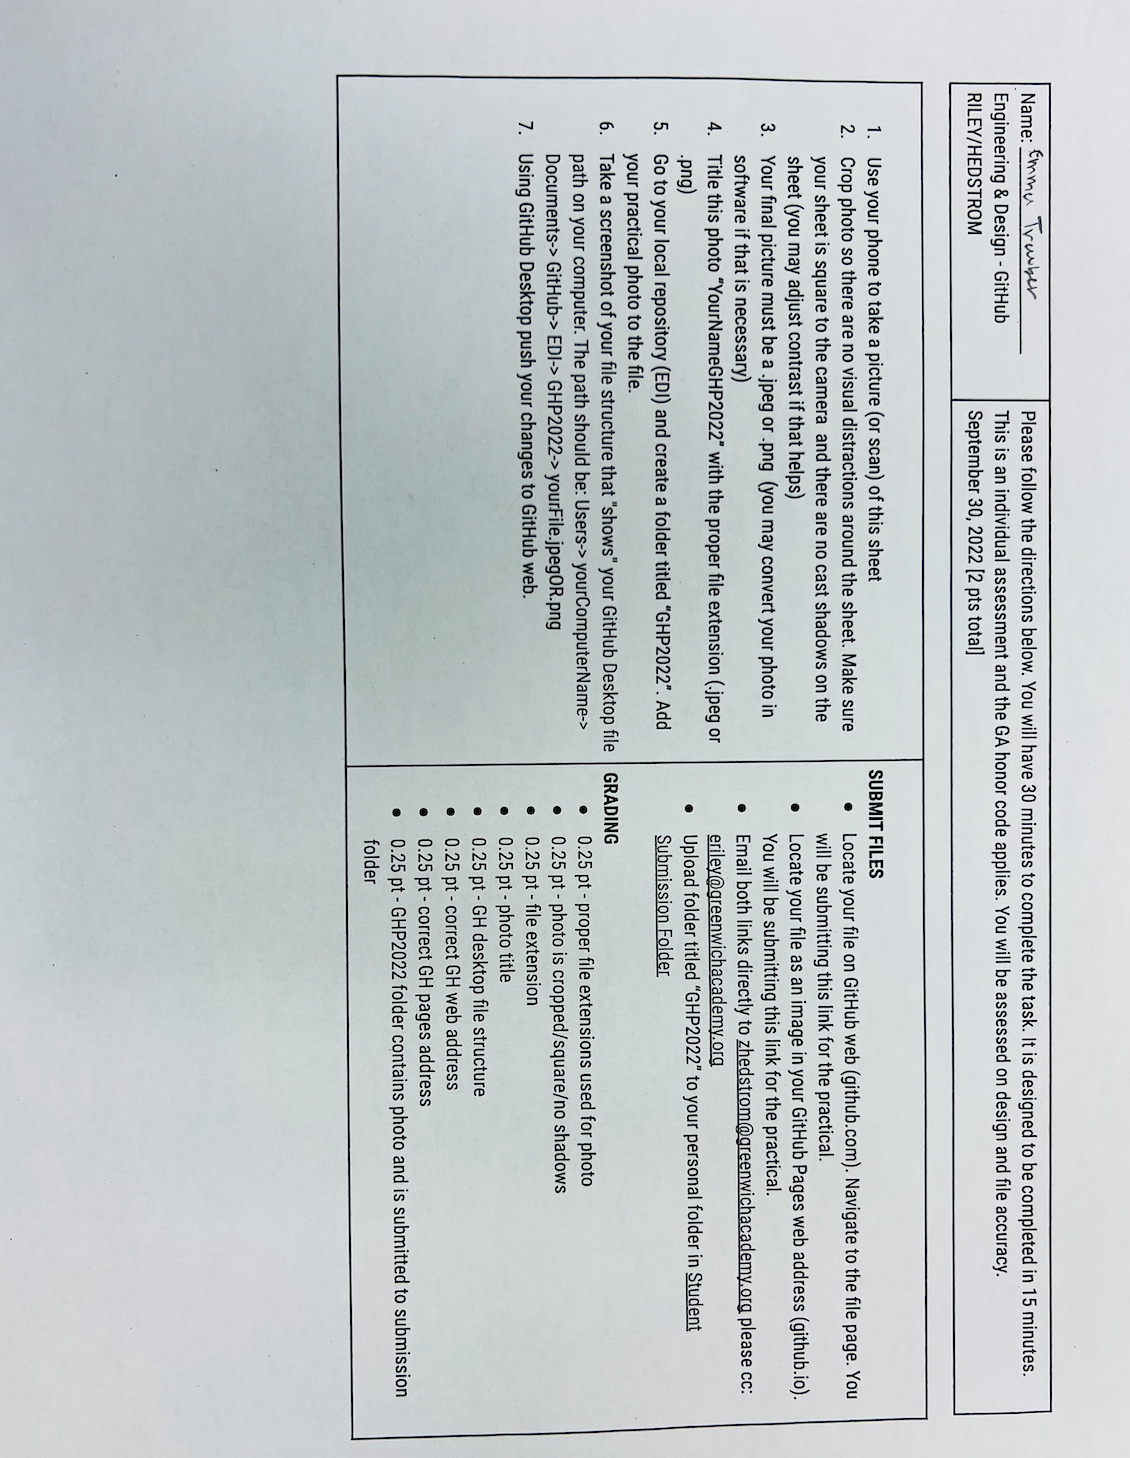 Name: Emma Trauber
Engineering & Design - GitHub
RILEY/HEDSTROM
Please follow the directions below. You will have 30 minutes to complete the task. It is designed to be completed in 15 minutes.
This is an individual assessment and the GA honor code applies. You will be assessed on design and file accuracy.
September 30, 2022 [2 pts total]
1. Use your phone to take a picture (or scan) of this sheet
2. Crop photo so there are no visual distractions around the sheet. Make sure
your sheet is square to the camera and there are no cast shadows on the
sheet (you may adjust contrast if that helps)
3. Your final picture must be a .jpeg or .png (you may convert your photo in
software if that is necessary)
4. Title this photo "YourNameGHP2022" with the proper file extension (.jpeg or
.png)
5. Go to your local repository (EDI) and create a folder titled "GHP2022". Add
your practical photo to the file.
6. Take a screenshot of your file structure that "shows" your GitHub Desktop file
path on your computer. The path should be: Users-> yourComputerName->
Documents-> GitHub-> EDI-> GHP2022-> yourFile.jpegOR.png
7. Using GitHub Desktop push your changes to GitHub web.
SUBMIT FILES
● Locate your file on GitHub web (github.com). Navigate to the file page. You
will be submitting this link for the practical.
● Locate your file as an image in your GitHub Pages web address (github.io).
You will be submitting this link for the practical.
● Email both links directly to zhedstrom@greenwichacademy.org please cc:
eriley@greenwichacademy.org
● Upload folder titled "GHP2022" to your personal folder in Student
Submission Folder
GRADING
● 0.25 pt - proper file extensions used for photo
● 0.25 pt - photo is cropped/square/no shadows
● 0.25 pt - file extension
● 0.25 pt - photo title
● 0.25 pt - GH desktop file structure
● 0.25 pt - correct GH web address
● 0.25 pt - correct GH pages address
● 0.25 pt - GHP2022 folder contains photo and is submitted to submission
folder